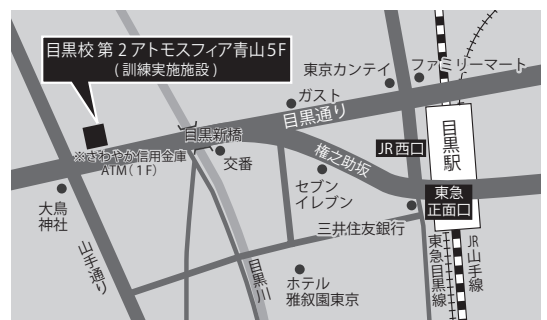 目黒校 第２アトモスフィア青山５F
(訓練実施施設)
東京カンテイ
ファミリーマート
ガスト
目黒通り
目黒新橋
※さわやか信用金庫
ATM(１F)
交番
権之助坂
JR西口
目黒駅
セブン
イレブン
東急
正面口
大鳥
神社
三井住友銀行
山手通り
目黒川
ホテル
雅叙園東京
東急目黒線
JR山手線